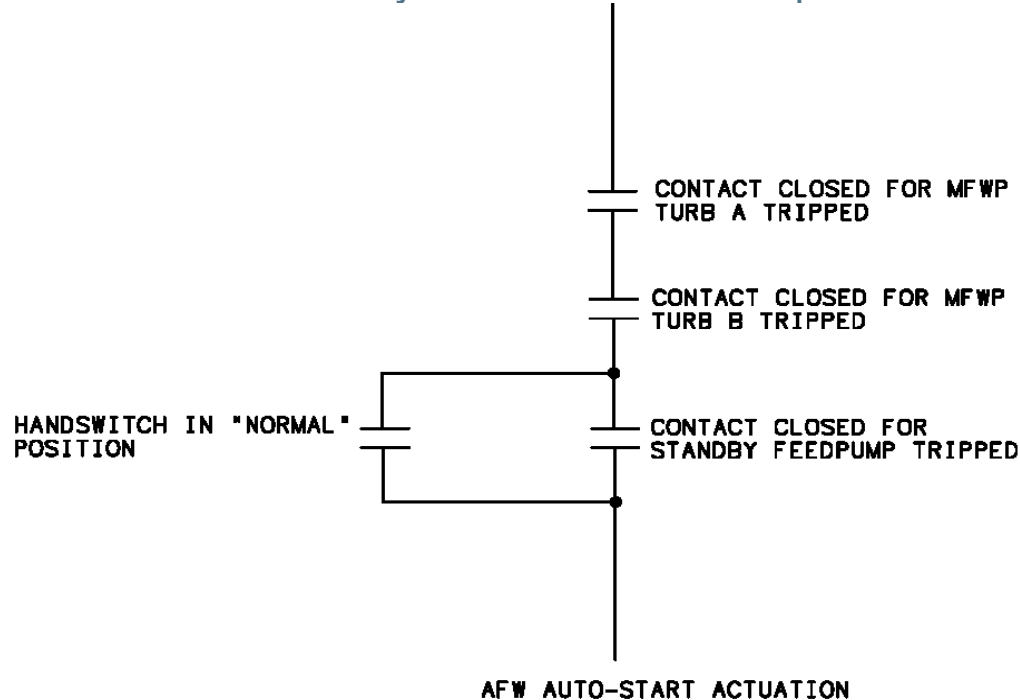 CONTACT CLOSED FOR MFWP
TURB A TRIPPED
CONTACT CLOSED FOR MFWP
TURB B TRIPPED
HANDSWITCH IN "NORMAL"
POSITION
CONTACT CLOSED FOR
STANDBY FEEDPUMP TRIPPED
AFW AUTO-START ACTUATION